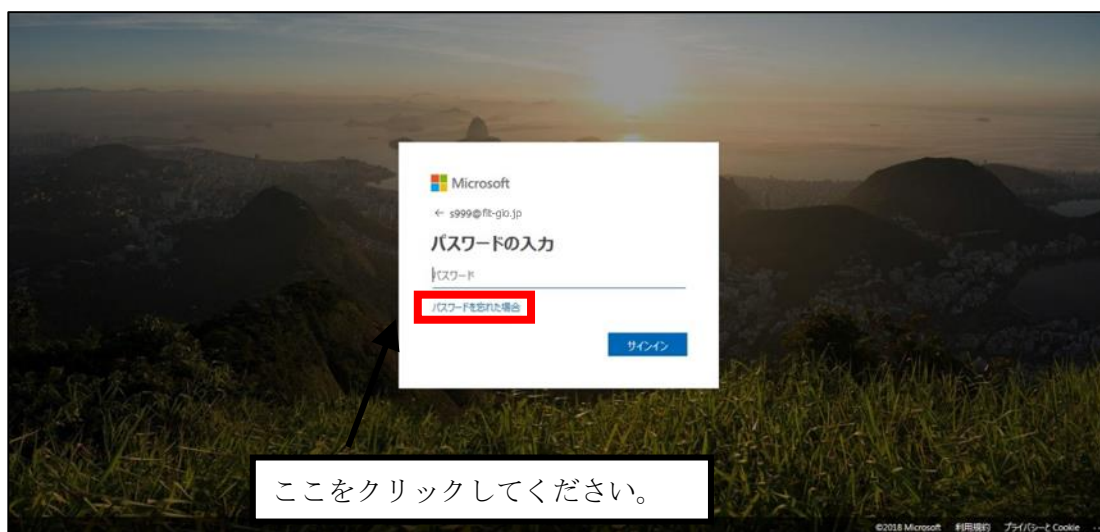 Microsoft
← s999@fit-gio.jp
パスワードの入力
パスワード
パスワードを忘れた場合
サインイン
ここをクリックしてください。
©2018 Microsoft 利用規約 プライバシーと Cookie ...